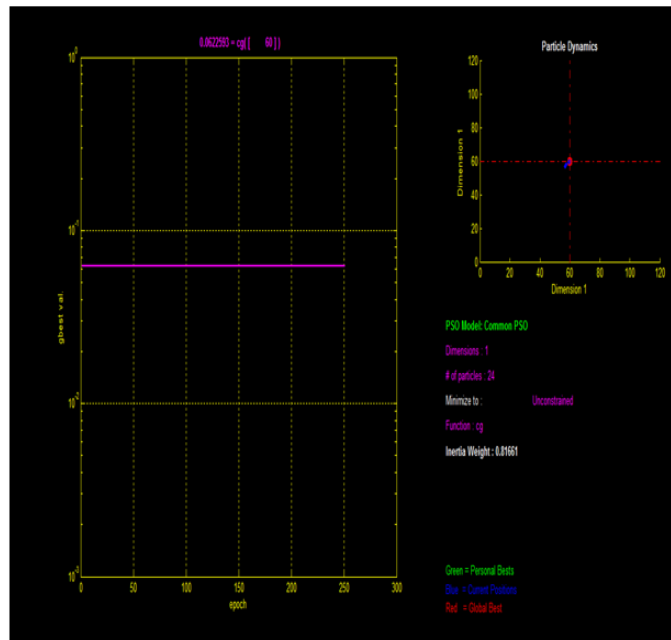 0.0622593 = cg( [ 60 ] )
10^0
10^-1
10^-2
10^-3
gbest val.
0 50 100 150 200 250 300
epoch
Particle Dynamics
120
100
80
60
40
20
0
Dimension 1
0 20 40 60 80 100 120
Dimension 1
PSO Model: Common PSO
Dimensions : 1
# of particles : 24
Minimize to : Unconstrained
Function : cg
Inertia Weight : 0.81661
Green = Personal Bests
Blue = Current Positions
Red = Global Best